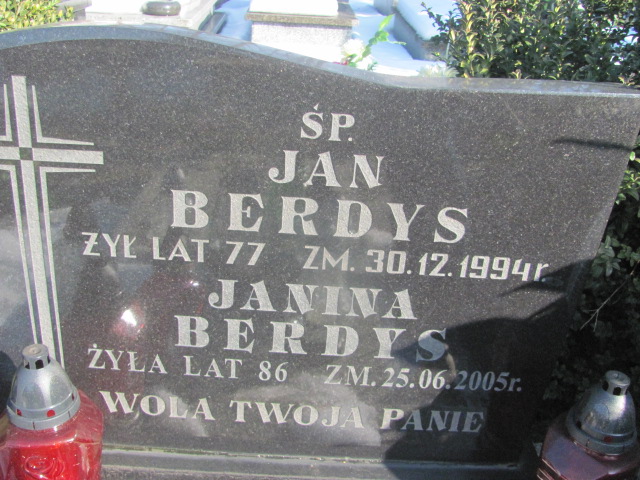 ŚP.
JAN
BERDYS
ŻYŁ LAT 77 ZM. 30.12.1994r.
JANINA
BERDYS
ŻYŁA LAT 86 ZM. 25.06.2005r.
WOLA TWOJA PANIE